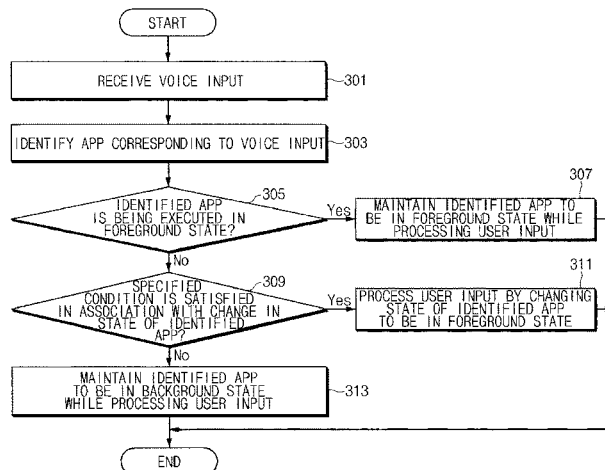 START
RECEIVE VOICE INPUT
301
IDENTIFY APP CORRESPONDING TO VOICE INPUT
303
IDENTIFIED APP
IS BEING EXECUTED IN
FOREGROUND STATE?
305
Yes
307
MAINTAIN IDENTIFIED APP TO
BE IN FOREGROUND STATE WHILE
PROCESSING USER INPUT
No
SPECIFIED
CONDITION IS SATISFIED
IN ASSOCIATION WITH CHANGE IN
STATE OF IDENTIFIED
APP?
309
Yes
311
PROCESS USER INPUT BY CHANGING
STATE OF IDENTIFIED APP
TO BE IN FOREGROUND STATE
No
MAINTAIN IDENTIFIED APP
TO BE IN BACKGROUND STATE
WHILE PROCESSING USER INPUT
313
END